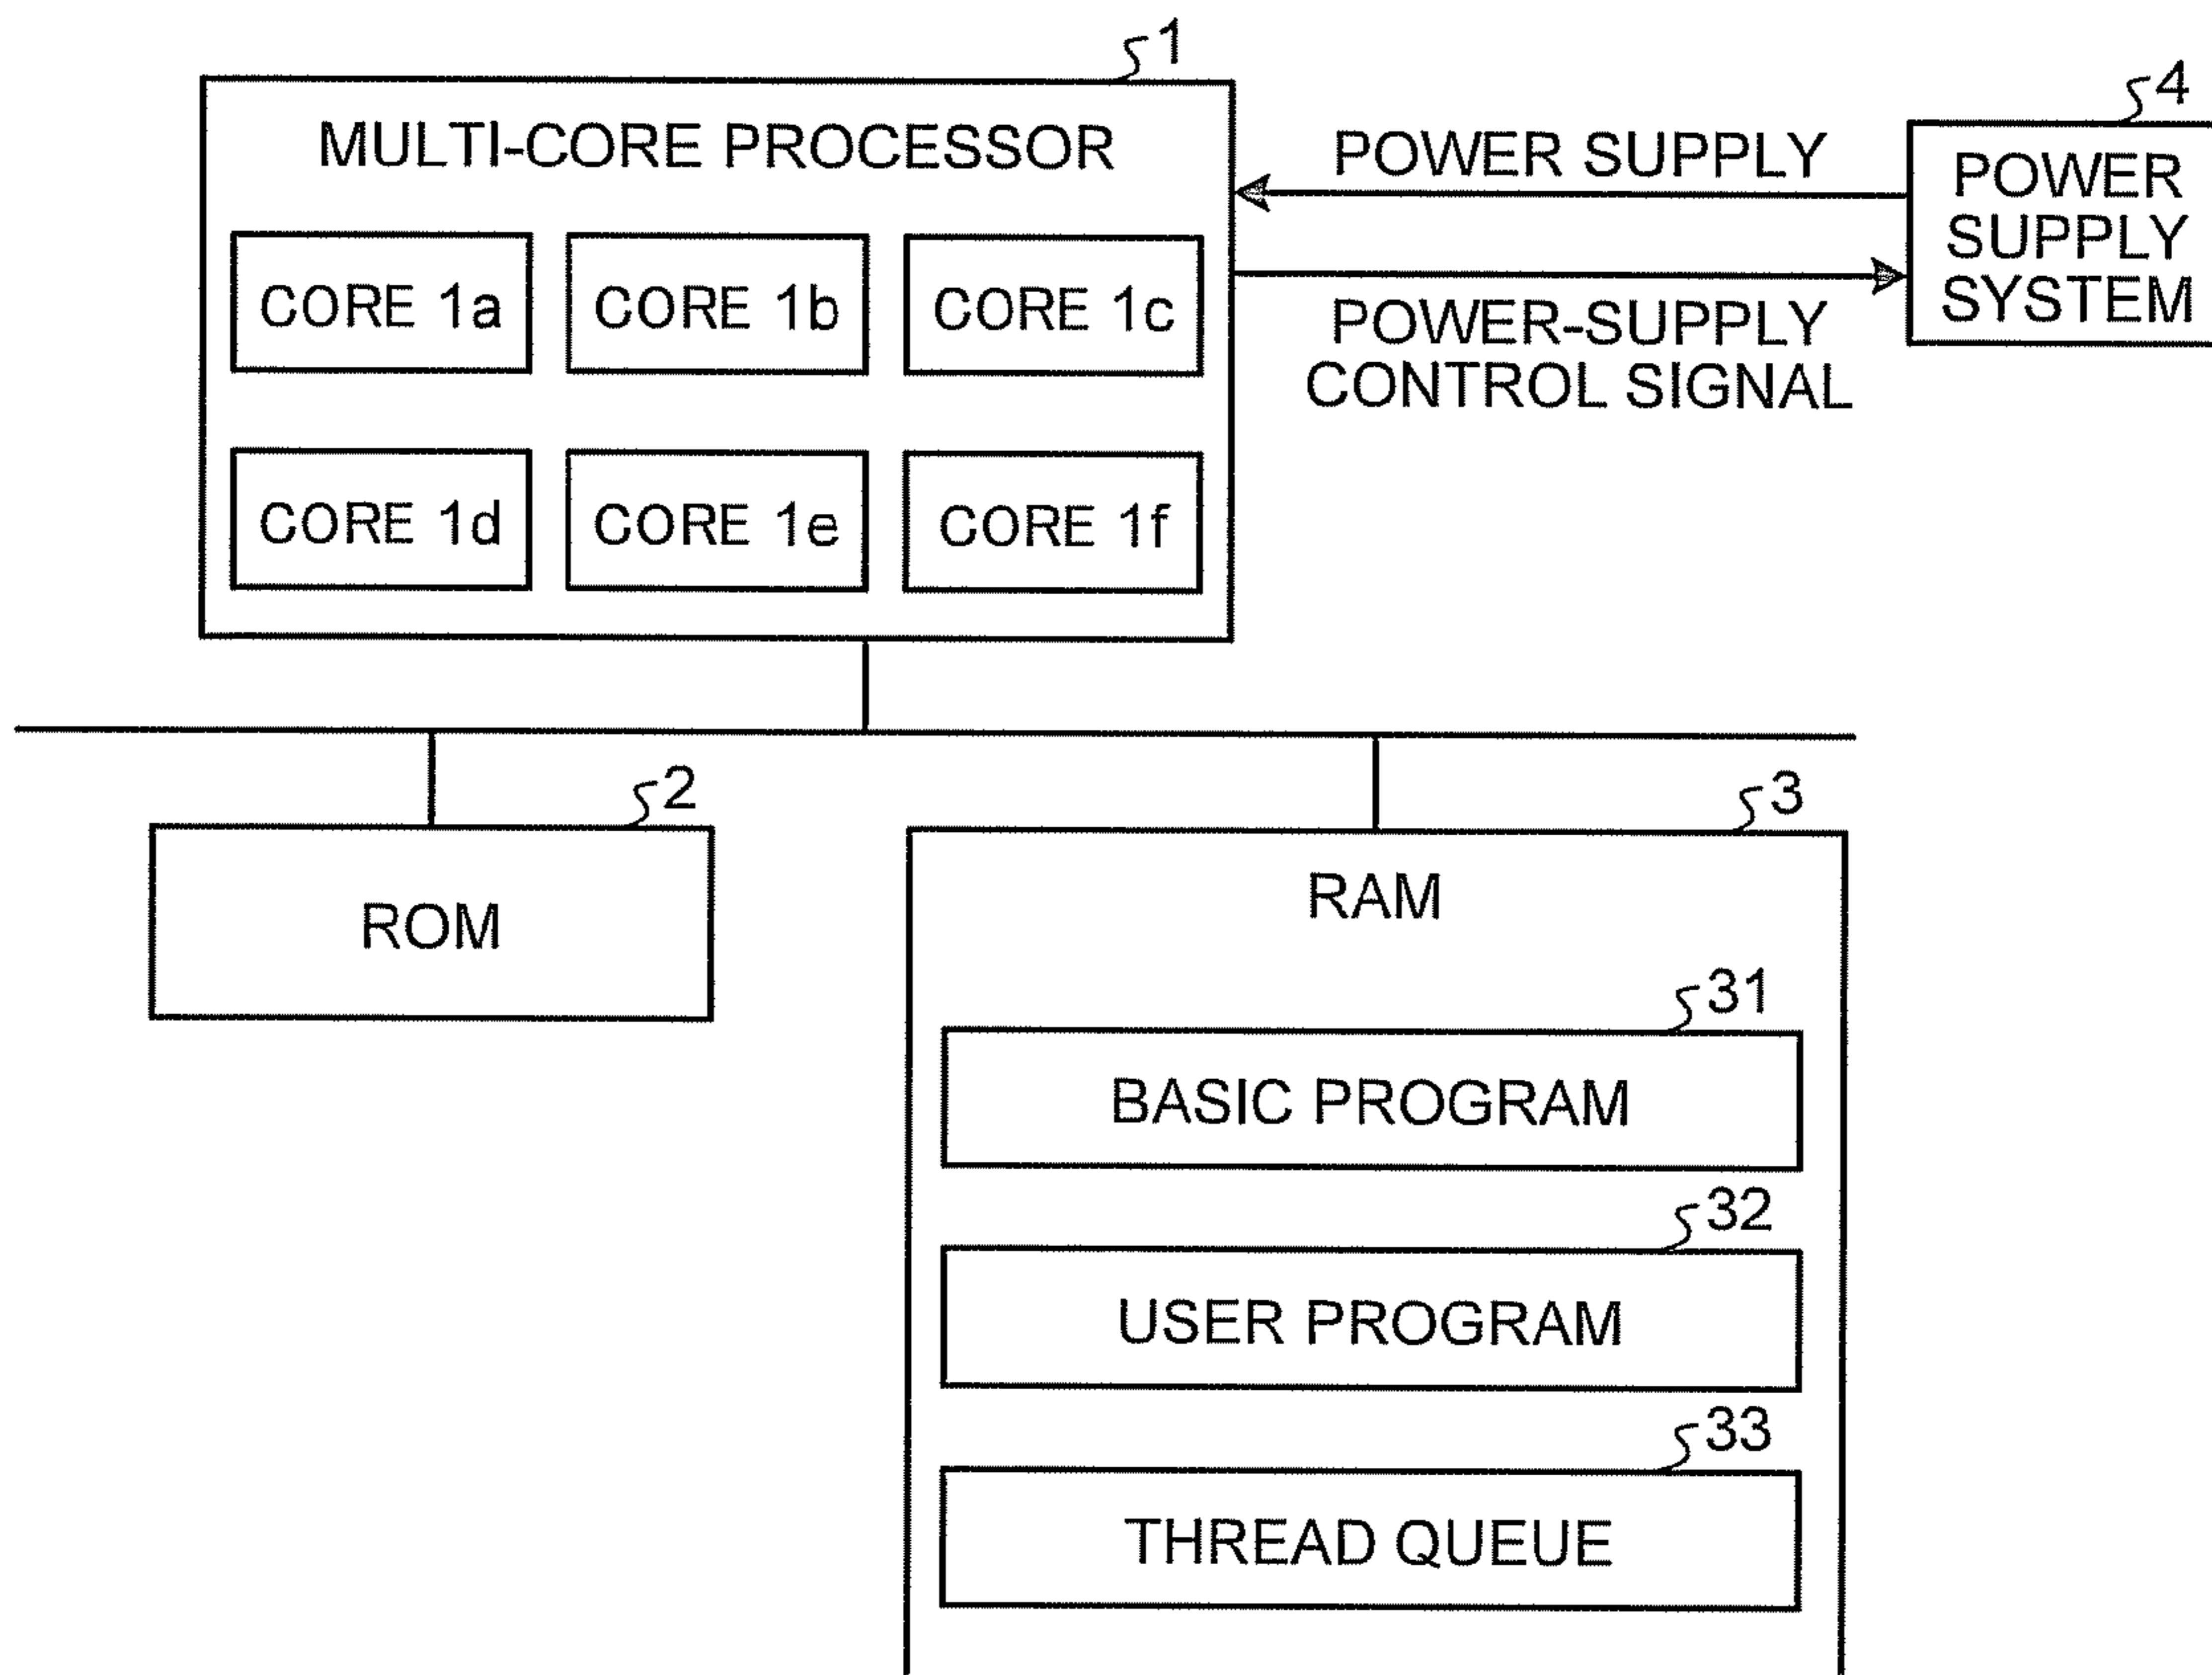 1
MULTI-CORE PROCESSOR
CORE 1a
CORE 1b
CORE 1c
CORE 1d
CORE 1e
CORE 1f
POWER SUPPLY
POWER-SUPPLY
CONTROL SIGNAL
4
POWER
SUPPLY
SYSTEM
2
ROM
3
RAM
31
BASIC PROGRAM
32
USER PROGRAM
33
THREAD QUEUE